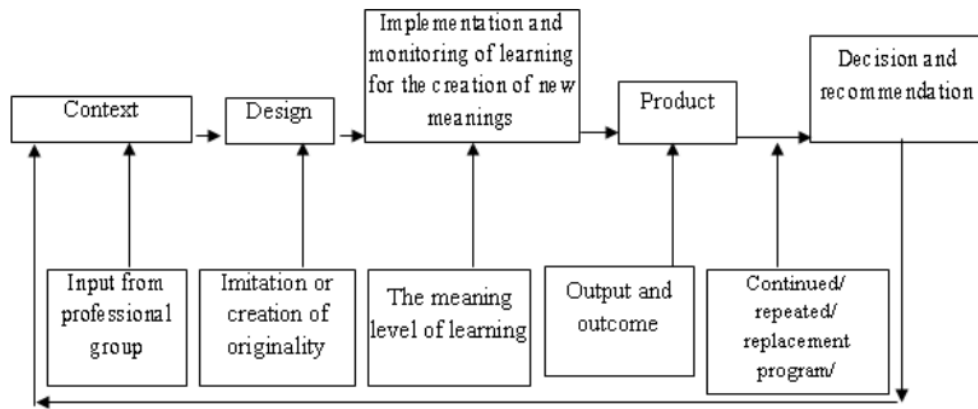 Context
Design
Implementation and
monitoring of learning
for the creation of new
meanings
Product
Decision and
recommendation
Input from
professional
group
Imitation or
creation of
originality
The meaning
level of learning
Output and
outcome
Continued/
repeated/
replacement
program/